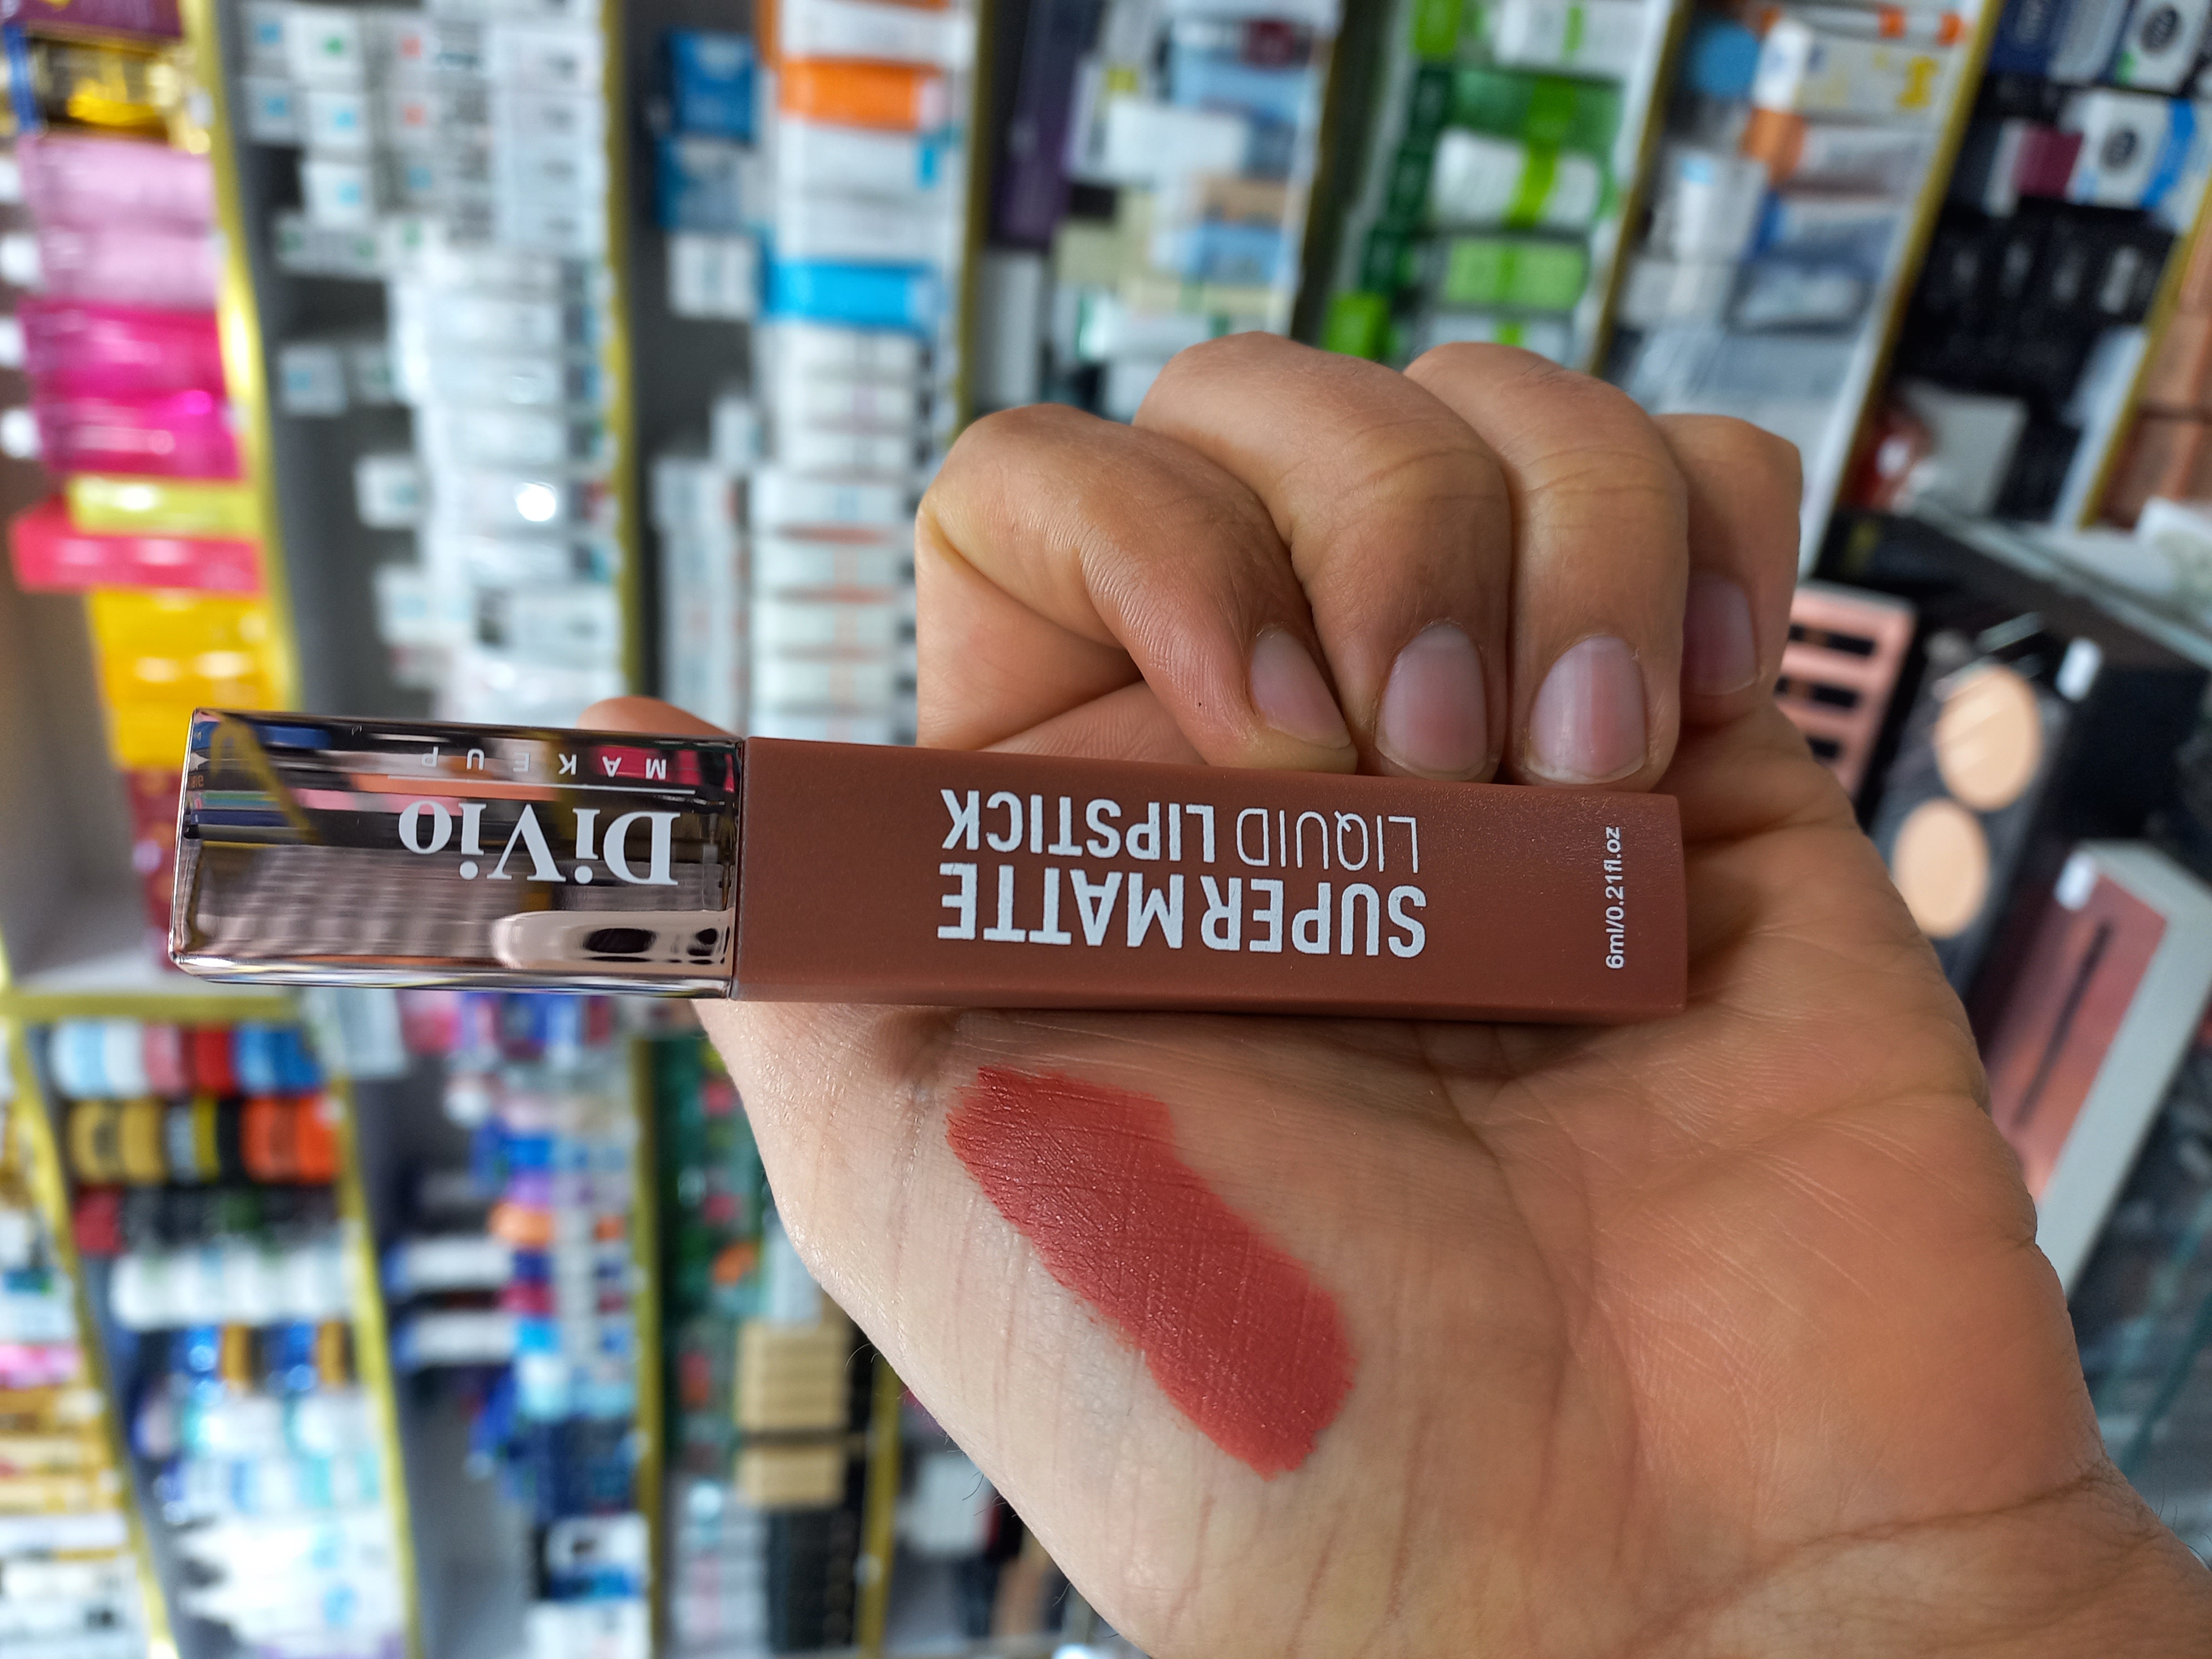 DiVio
MAKEUP
SUPER MATTE
LIQUID LIPSTICK
6ml/0.21fl.oz